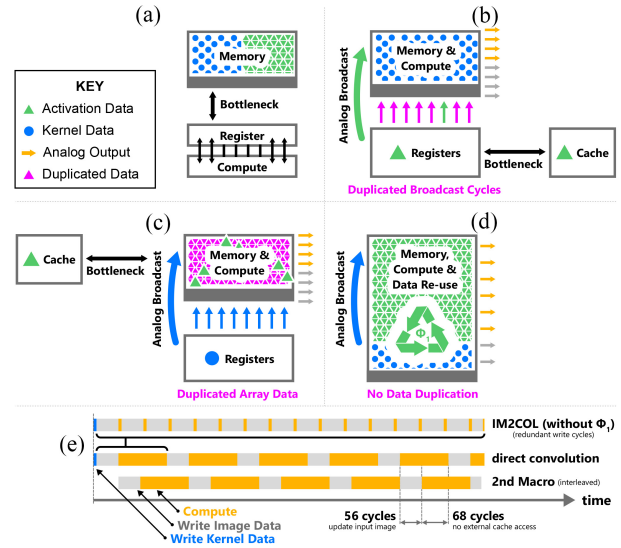 (a)
Memory
Bottleneck
Register
Compute
KEY
Activation Data
Kernel Data
Analog Output
Duplicated Data
(b)
Analog Broadcast
Memory &
Compute
Registers
Bottleneck
Cache
Duplicated Broadcast Cycles
(c)
Cache
Bottleneck
Analog Broadcast
Memory &
Compute
Registers
Duplicated Array Data
(d)
Analog Broadcast
Memory,
Compute &
Data Re-use
Φ1
No Data Duplication
(e)
IM2COL (without Φ1)
(redundant write cycles)
direct convolution
2nd Macro (interleaved)
time
Compute
Write Image Data
Write Kernel Data
56 cycles
update input image
68 cycles
no external cache access